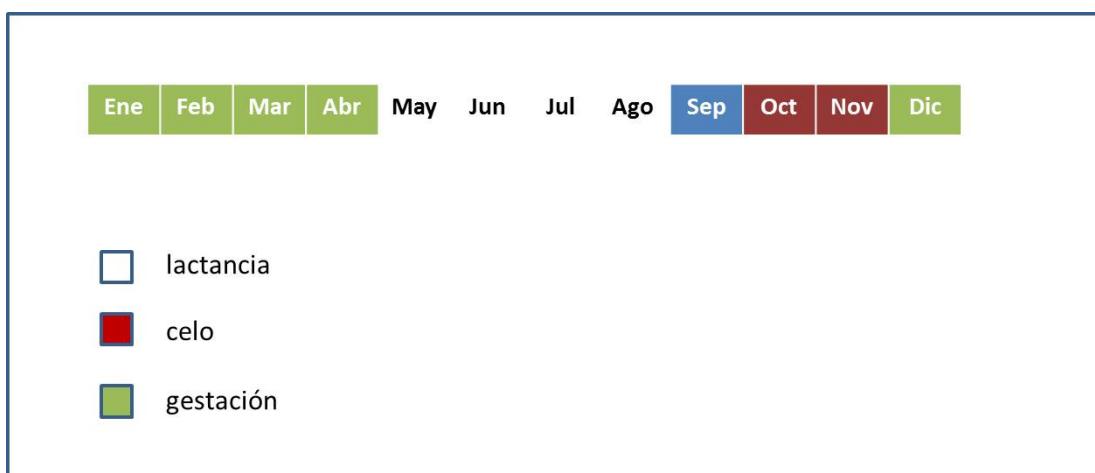 Ene Feb Mar Abr May Jun Jul Ago Sep Oct Nov Dic
lactancia
celo
gestación